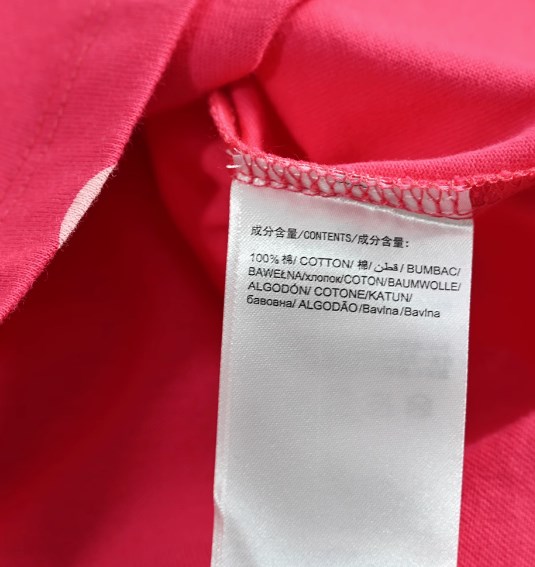 成分含量/CONTENTS/成分含量:
100% 棉/ COTTON/ 棉/ قطن/ BUMBAC/
BAWEŁNA/хлопок/COTON/BAUMWOLLE/
ALGODÓN/ COTONE/KATUN/
бавовна/ ALGODÃO/Bavlna/Bavlna